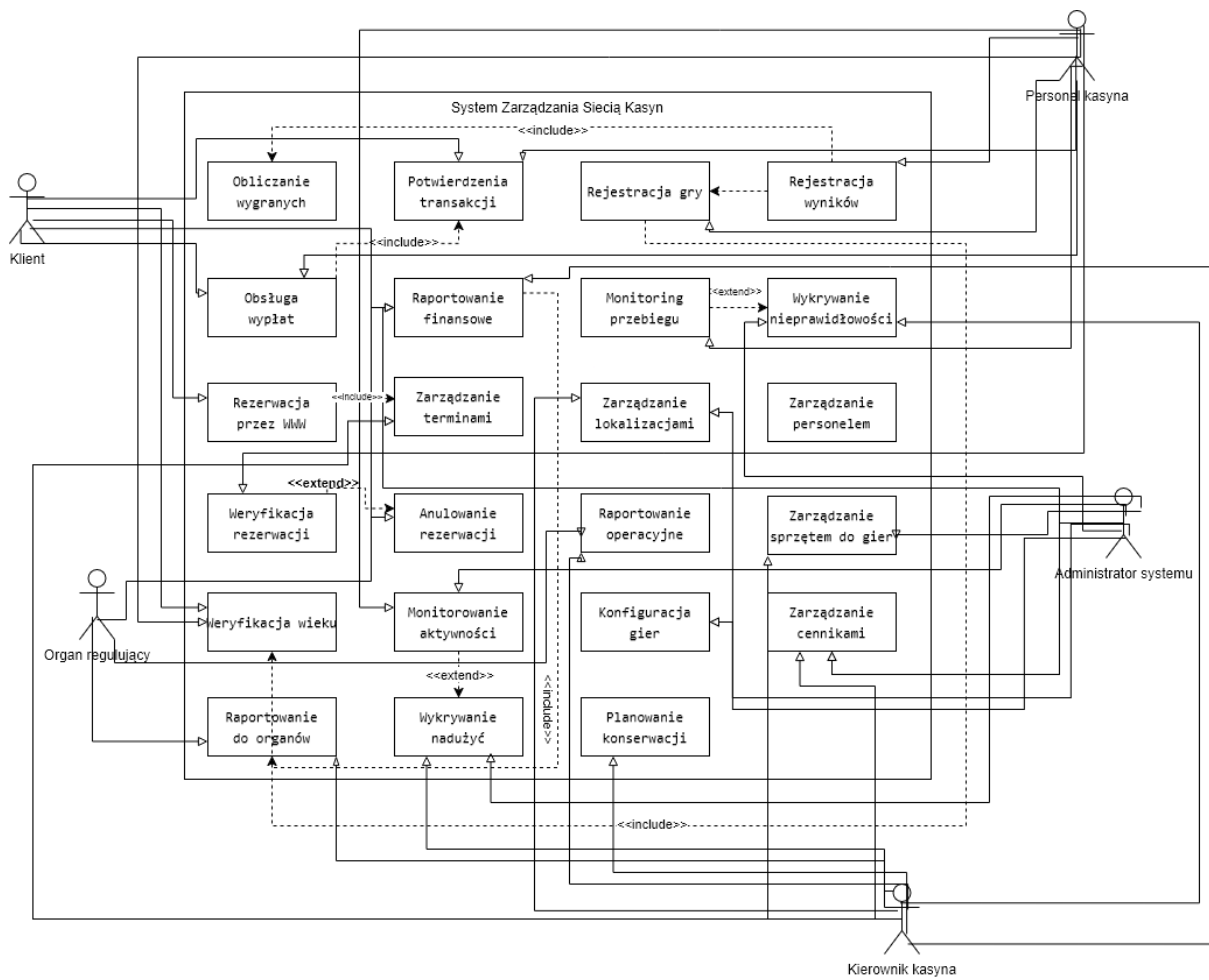 Personel kasyna
System Zarządzania Siecią Kasyn
<<include>>
Obliczanie
wygranych
Potwierdzenia
transakcji
Rejestracja gry
Rejestracja
wyników
Klient
<<include>>
Obsługa
wypłat
Raportowanie
finansowe
Monitoring
przebiegu
<<extend>>
Wykrywanie
nieprawidłowości
Rezerwacja
przez WWW
<<include>>
Zarządzanie
terminami
Zarządzanie
lokalizacjami
Zarządzanie
personelem
<<extend>>
Weryfikacja
rezerwacji
Anulowanie
rezerwacji
Raportowanie
operacyjne
Zarządzanie
sprzętem do gier
Administrator systemu
Organ regulujący
Weryfikacja wieku
Monitorowanie
aktywności
Konfiguracja
gier
Zarządzanie
cennikami
<<extend>>
<<include>>
Raportowanie
do organów
Wykrywanie
nadużyć
Planowanie
konserwacji
<<include>>
Kierownik kasyna